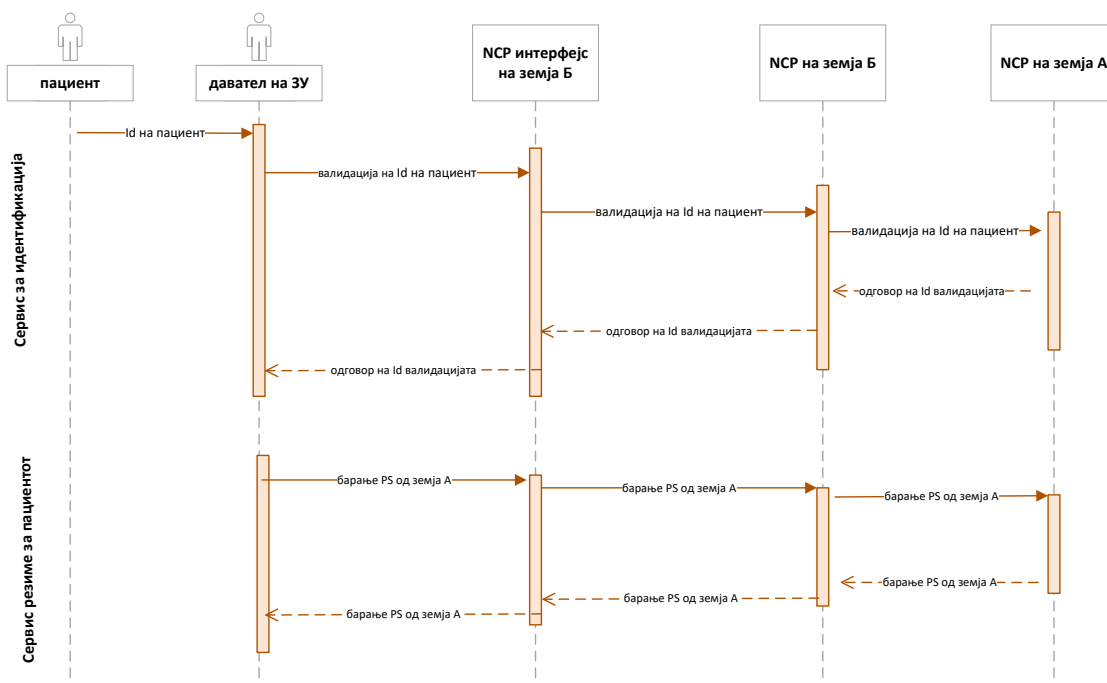 пациент
давател на ЗУ
NCP интерфејс
на земја Б
NCP на земја Б
NCP на земја А
Сервис за идентификација
Id на пациент
валидација на Id на пациент
валидација на Id на пациент
валидација на Id на пациент
одговор на Id валидацијата
одговор на Id валидацијата
одговор на Id валидацијата
Сервис резиме за пациентот
барање PS од земја А
барање PS од земја А
барање PS од земја А
барање PS од земја А
барање PS од земја А
барање PS од земја А